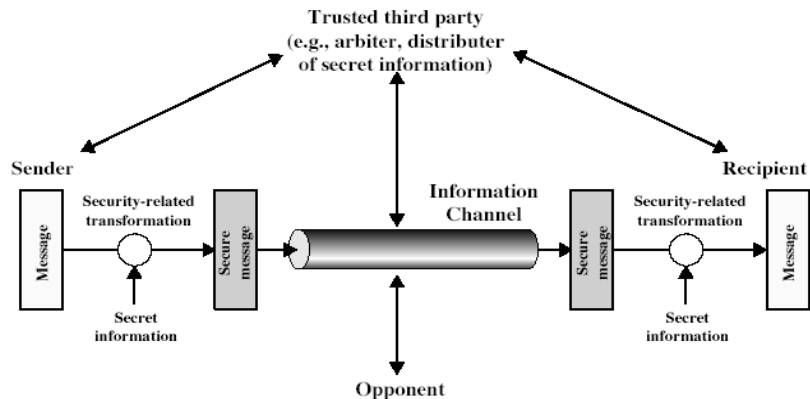 Trusted third party
(e.g., arbiter, distributer
of secret information)
Sender
Recipient
Information
Channel
Security-related
transformation
Security-related
transformation
Message
Secure
message
Secure
message
Message
Secret
information
Secret
information
Opponent